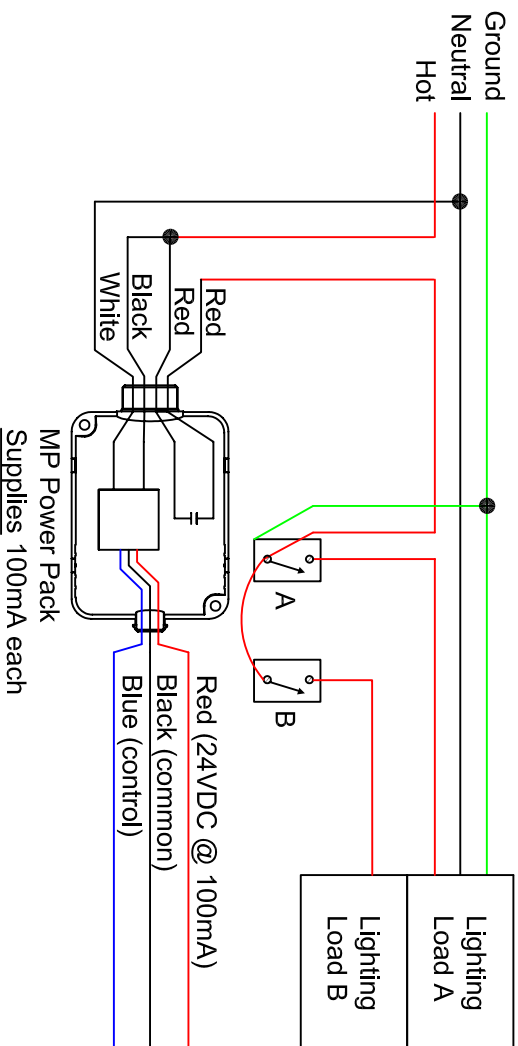 Ground
Neutral
Hot
Red
Red
Black
White
A
B
Lighting
Load A
Lighting
Load B
MP Power Pack
Supplies 100mA each
Red (24VDC @ 100mA)
Black (common)
Blue (control)